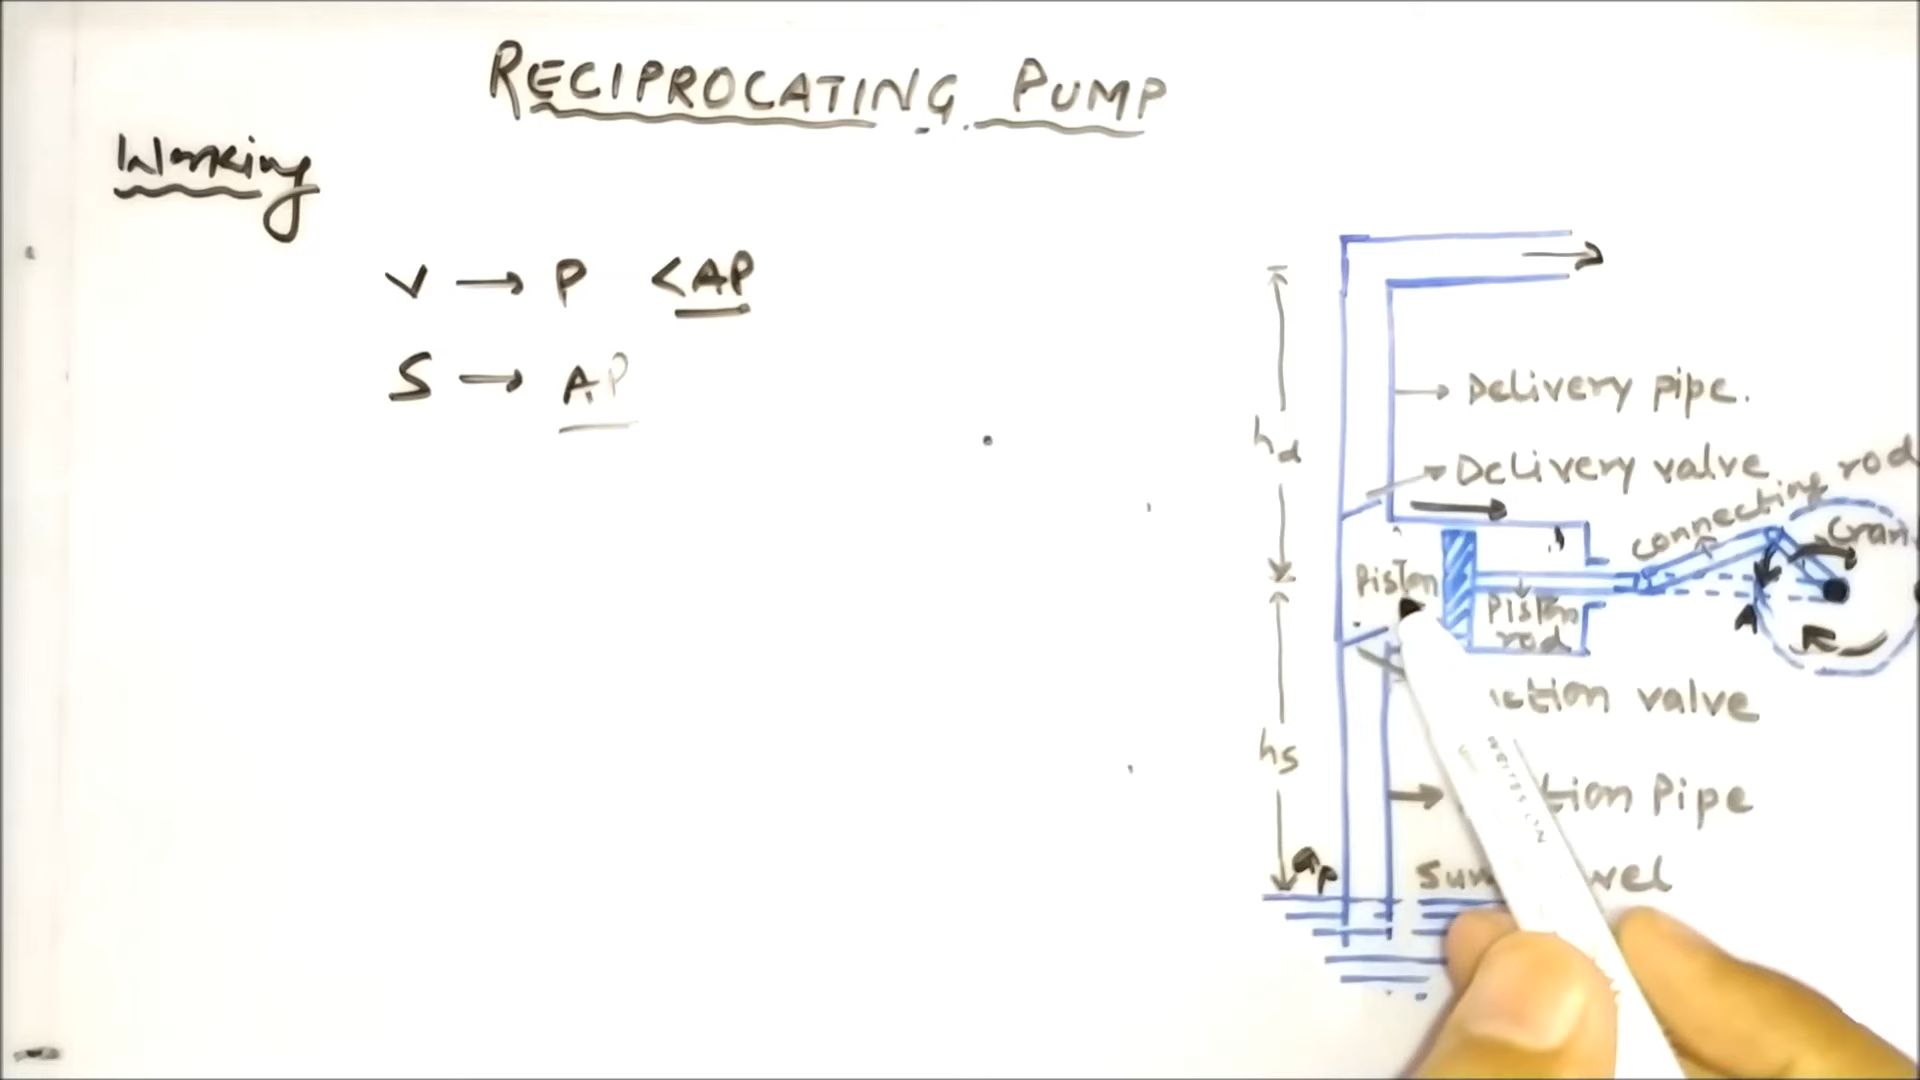 RECIPROCATING PUMP
Working
V → P < AP
S → AP
Delivery pipe.
hd
Delivery valve
connecting rod
Piston
Piston
rod
A
valve
hs
Pipe
ap